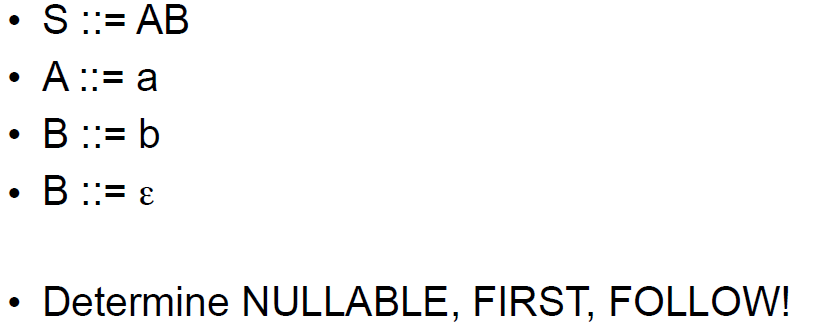 • S ::= AB
• A ::= a
• B ::= b
• B ::= ε
• Determine NULLABLE, FIRST, FOLLOW!